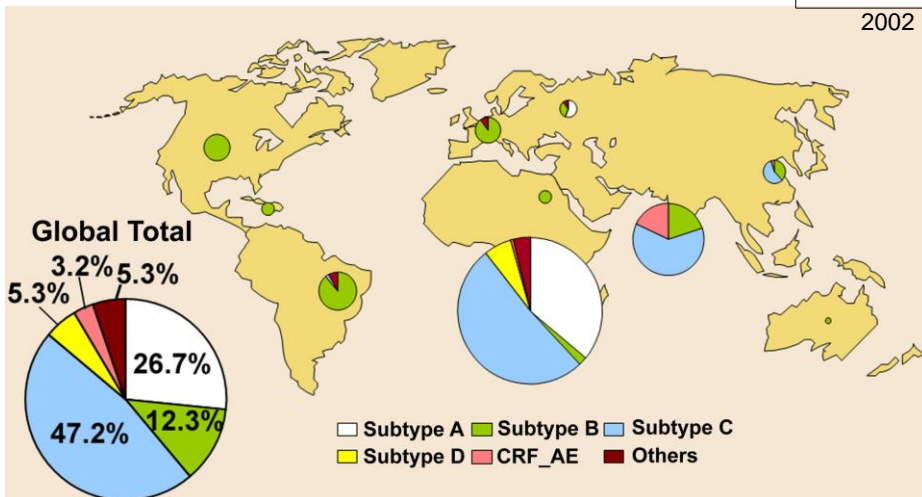 2002
Global Total
3.2%
5.3%
5.3%
26.7%
12.3%
47.2%
Subtype A Subtype B Subtype C
Subtype D CRF_AE Others